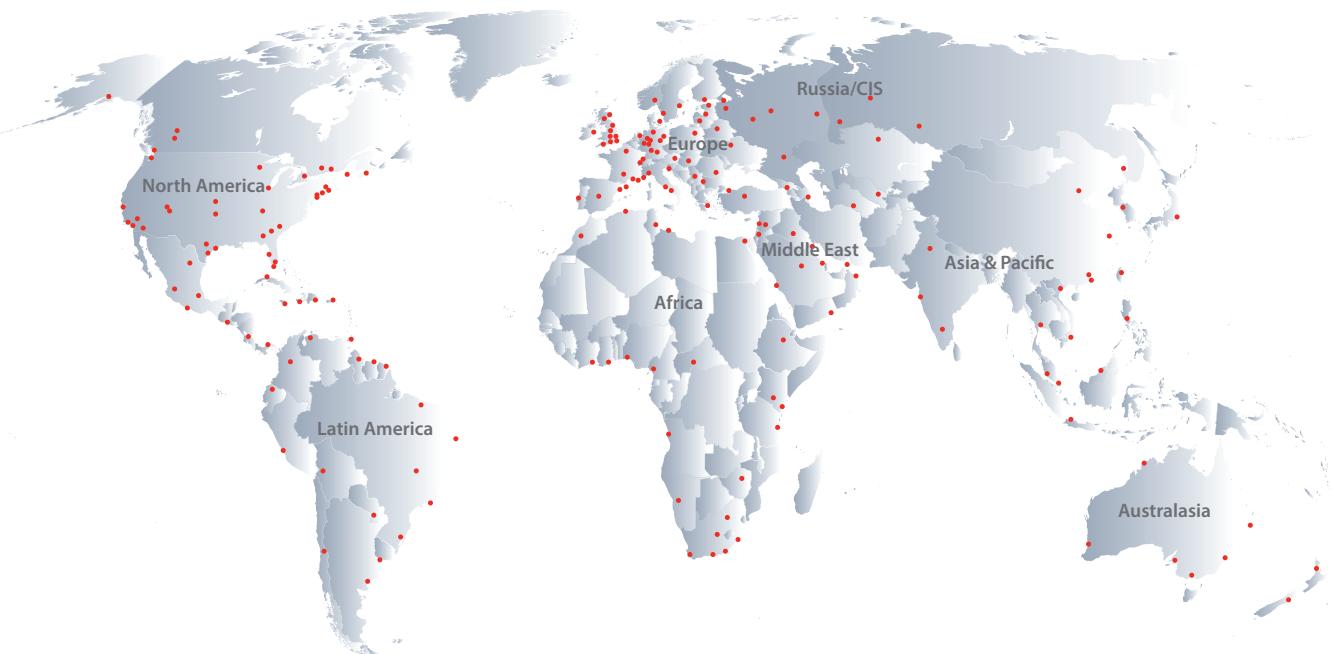 Russia/CIS
Europe
North America
Middle East
Asia & Pacific
Africa
Latin America
Australasia